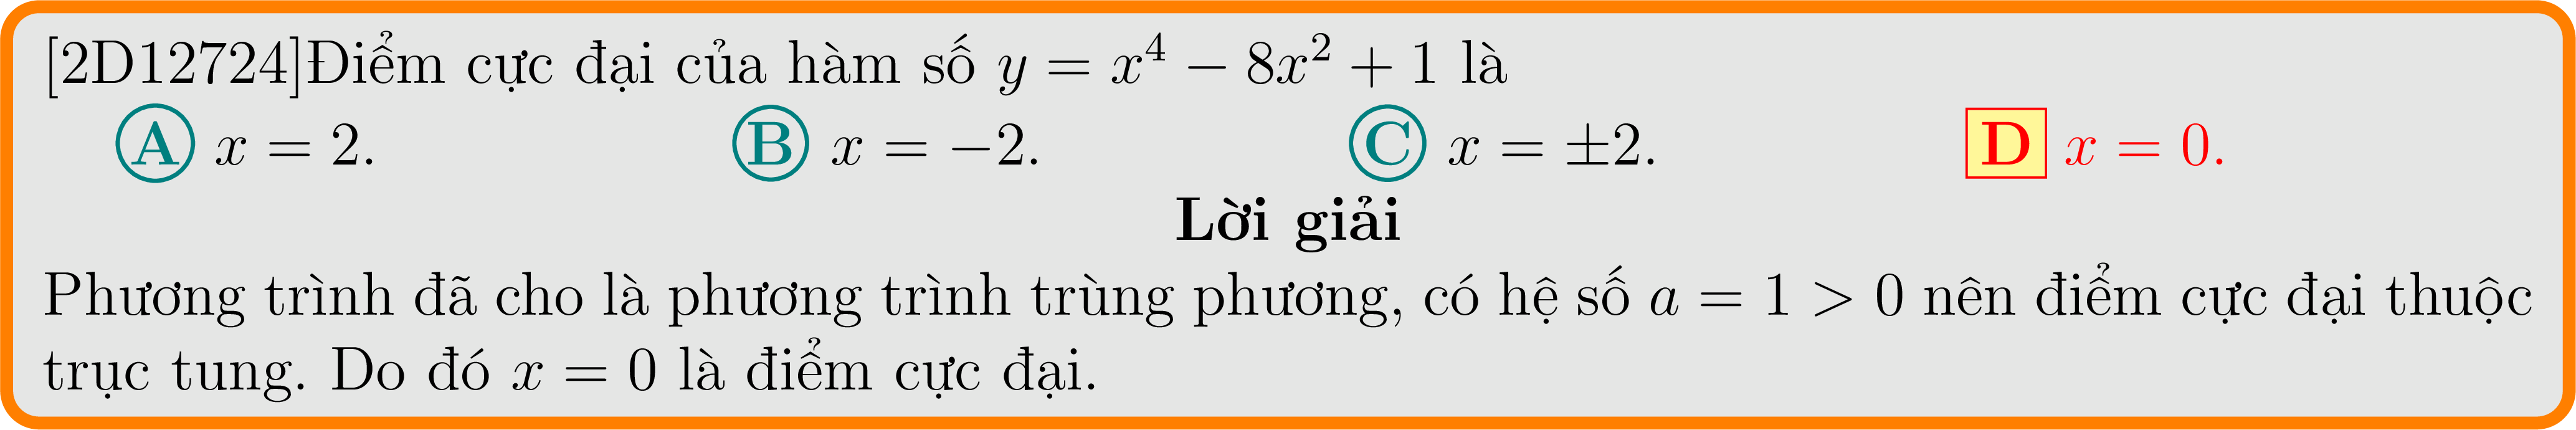 [2D12724]Điểm cực đại của hàm số y = x⁴ − 8x² + 1 là
A x = 2. B x = −2. C x = ±2. D x = 0.
Lời giải
Phương trình đã cho là phương trình trùng phương, có hệ số a = 1 > 0 nên điểm cực đại thuộc
trục tung. Do đó x = 0 là điểm cực đại.